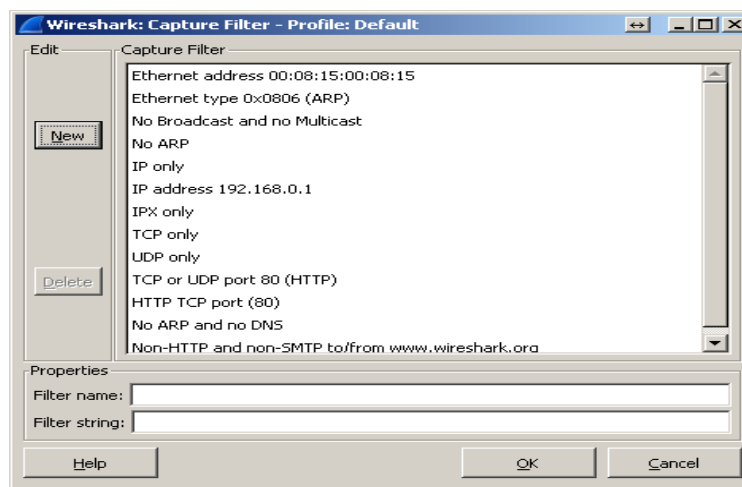 Wireshark: Capture Filter - Profile: Default
Edit
Capture Filter
New
Delete
Ethernet address 00:08:15:00:08:15
Ethernet type 0x0806 (ARP)
No Broadcast and no Multicast
No ARP
IP only
IP address 192.168.0.1
IPX only
TCP only
UDP only
TCP or UDP port 80 (HTTP)
HTTP TCP port (80)
No ARP and no DNS
Non-HTTP and non-SMTP to/from www.wireshark.org
Properties
Filter name:
Filter string:
Help
OK
Cancel